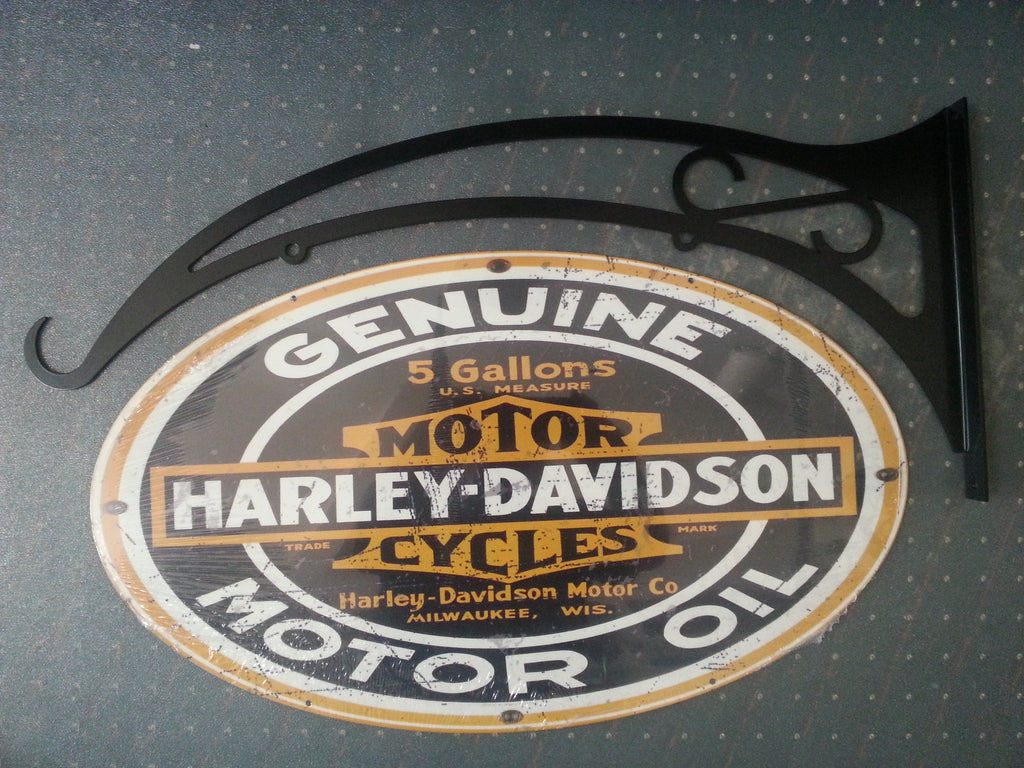 GENUINE
5 Gallons
U.S. MEASURE
MOTOR
HARLEY-DAVIDSON
TRADE CYCLES MARK
Harley-Davidson Motor Co
MILWAUKEE, WIS.
MOTOR OIL